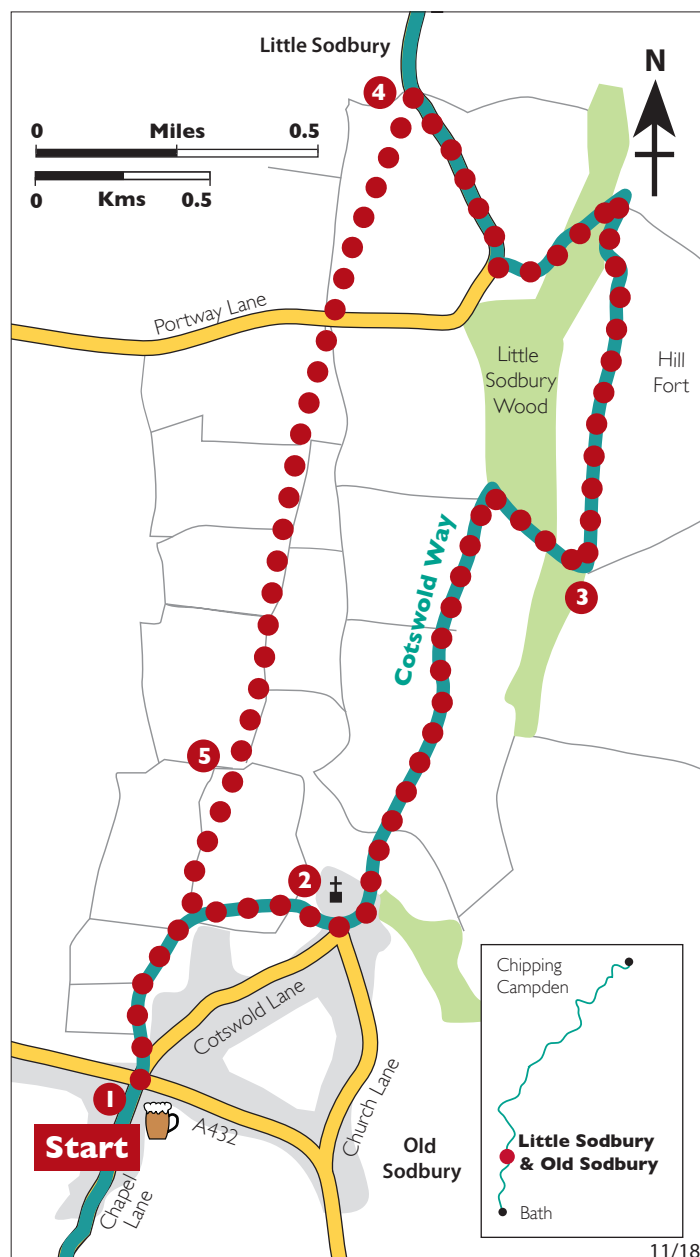 Little Sodbury
4
N
0 Miles 0.5
0 Kms 0.5
Portway Lane
Little
Sodbury
Wood
Hill
Fort
Cotswold Way
3
5
2
Cotswold Lane
Church Lane
1
Start
A432
Chapel
Lane
Old
Sodbury
Chipping
Campden
Little Sodbury
& Old Sodbury
Bath
11/18